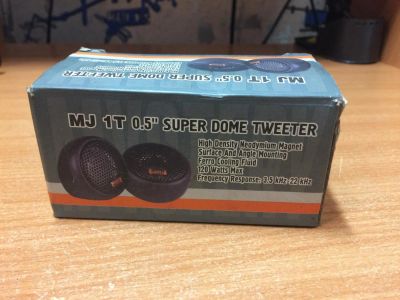 MJ 1T 0.5" SUPER DOME TWEETER
MJ 1T 0.5" SUPER DOME TWEETER
High Density Neodymium Magnet
Surface And Angle Mounting
Ferro Cooling Fluid
120 Watts Max
Frequency Response: 3.5 kHz-22 kHz